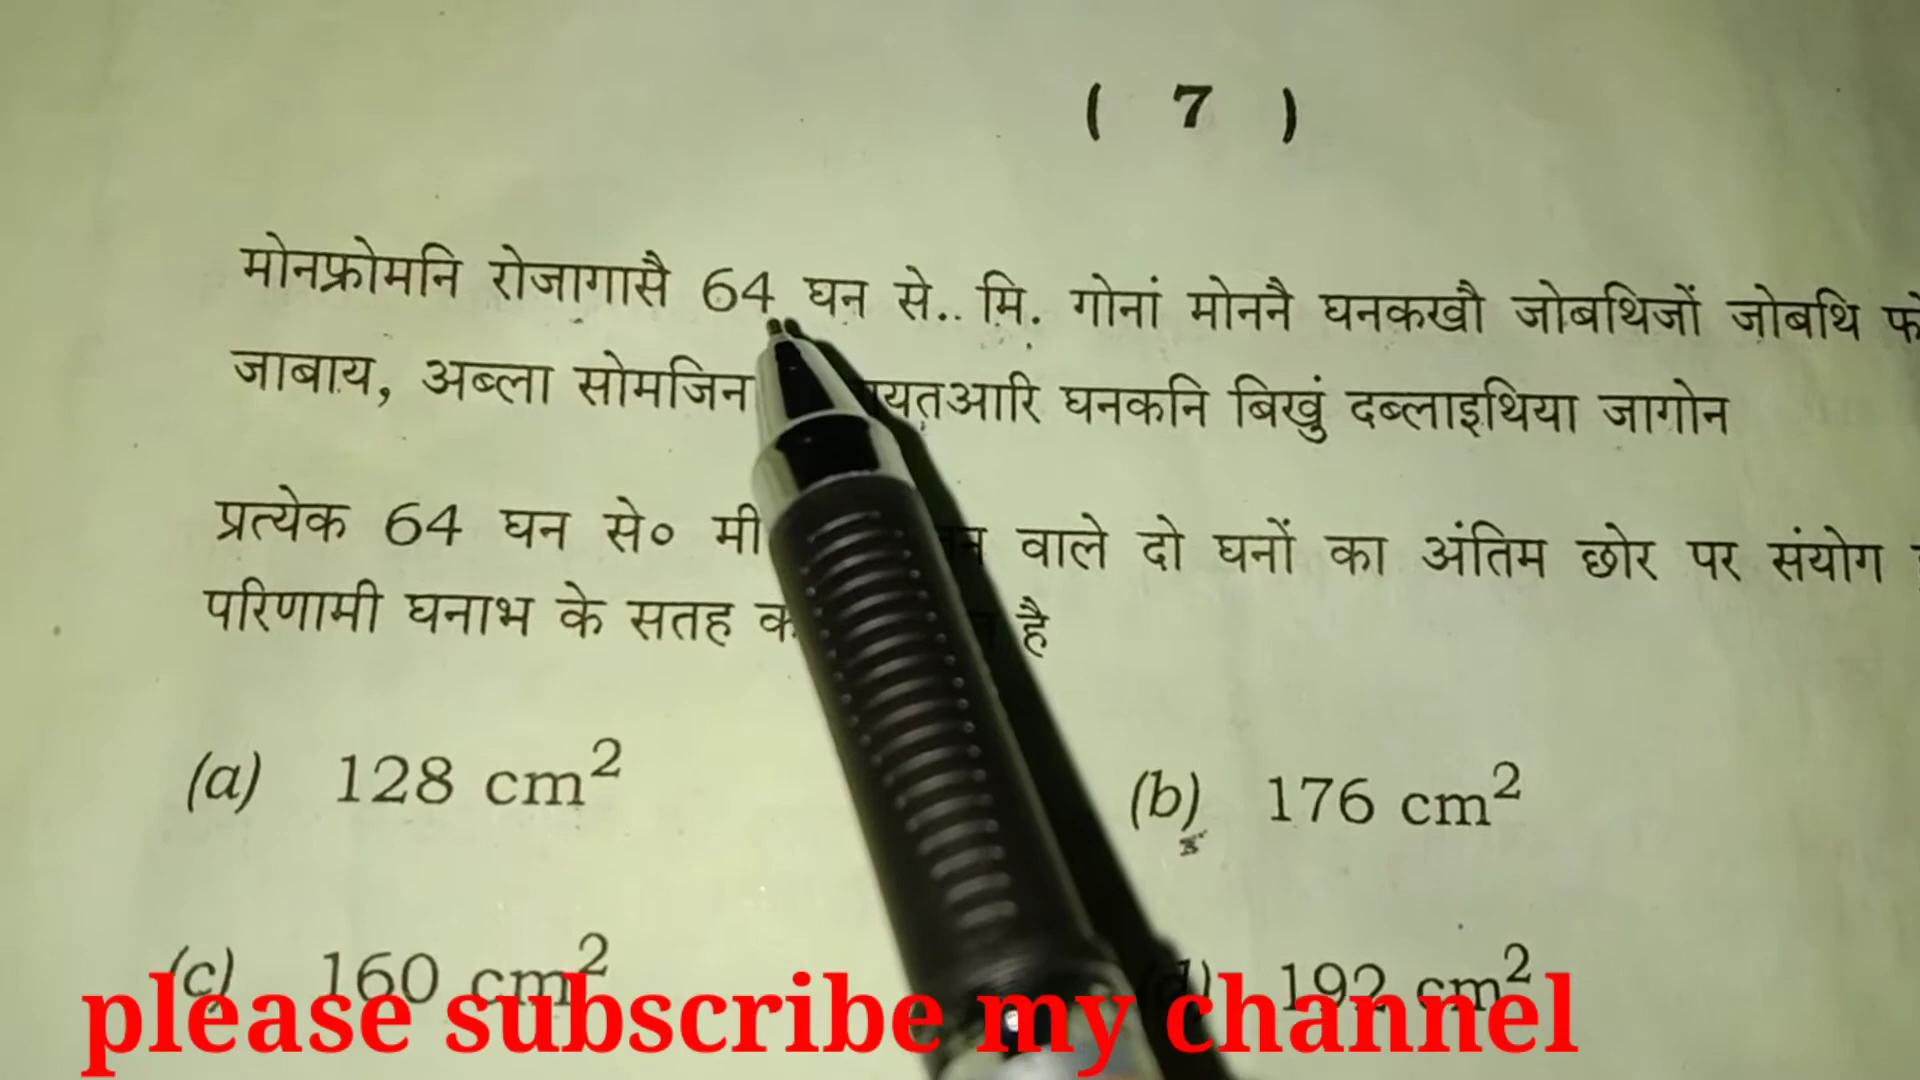 ( 7 )
मोनफ्रोमनि रोजागासै 64 घन से.. मि. गोनां मोननै घनकखौ जोबथिजों जोबथि
जाबाय, अब्ला सोमजिन यतआरि घनकनि बिखुं दब्लाइथिया जागोन
प्रत्येक 64 घन से० मी वाले दो घनों का अंतिम छोर पर संयोग
परिणामी घनाभ के सतह है
(a) 128 cm²
(b) 176 cm²
(c) 160 cm²
(d) 192 cm²
please subscribe my channel